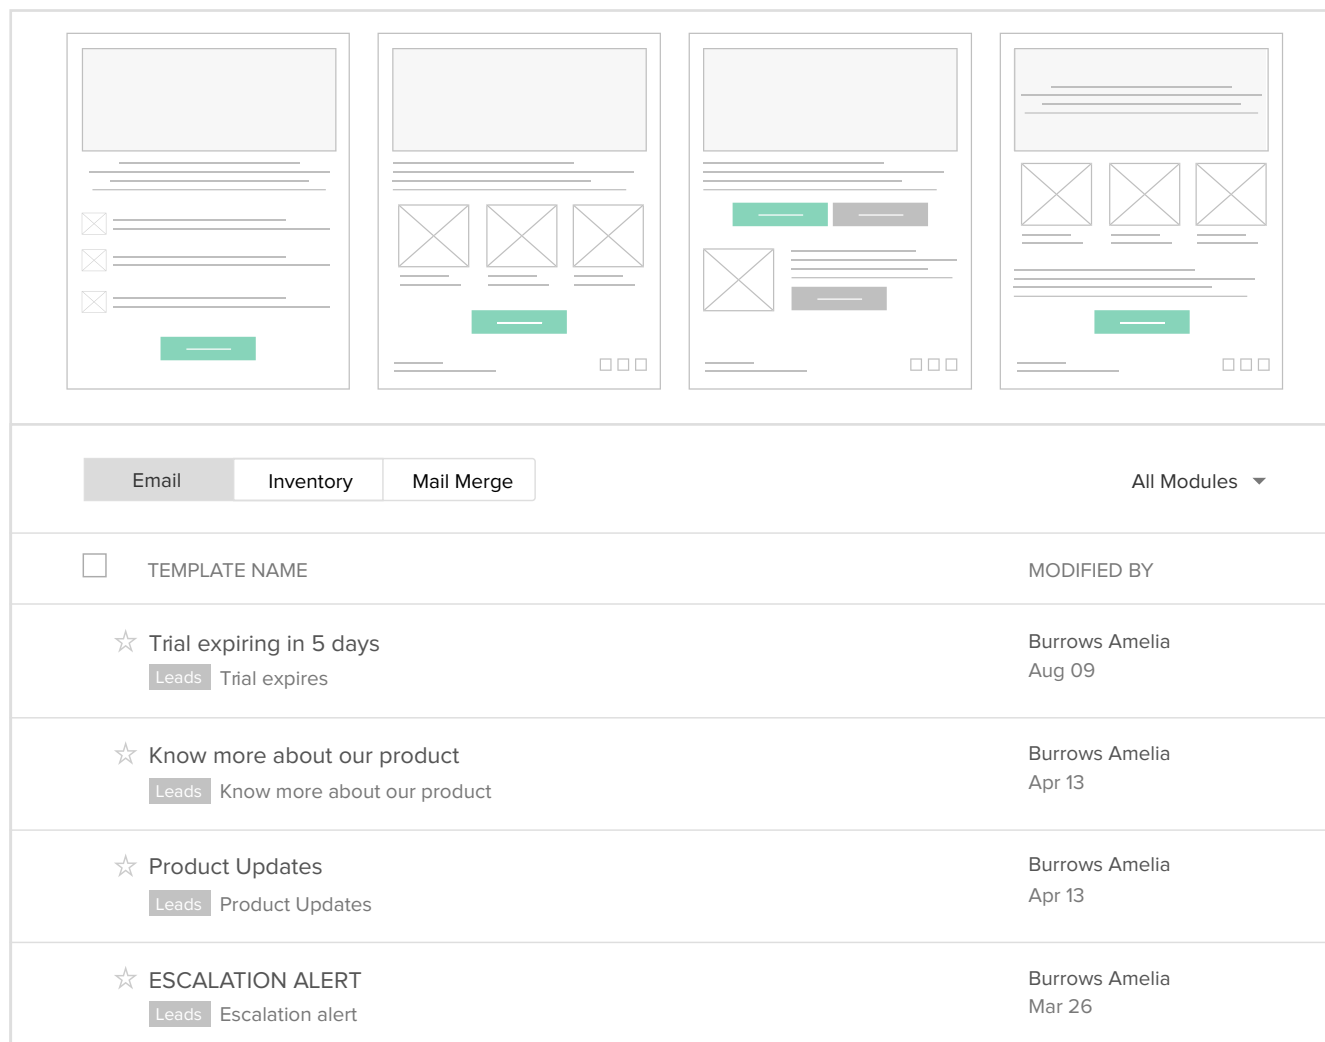 Email Inventory Mail Merge All Modules
TEMPLATE NAME MODIFIED BY
Trial expiring in 5 days Burrows Amelia
Leads Trial expires Aug 09
Know more about our product Burrows Amelia
Leads Know more about our product Apr 13
Product Updates Burrows Amelia
Leads Product Updates Apr 13
ESCALATION ALERT Burrows Amelia
Leads Escalation alert Mar 26